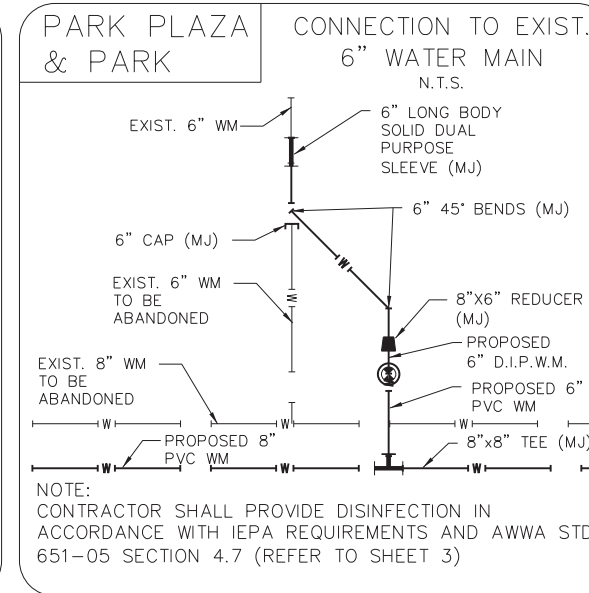 PARK PLAZA
& PARK
CONNECTION TO EXIST.
6" WATER MAIN
N.T.S.
EXIST. 6" WM
6" LONG BODY
SOLID DUAL
PURPOSE
SLEEVE (MJ)
6" 45° BENDS (MJ)
6" CAP (MJ)
W
EXIST. 6" WM
TO BE
ABANDONED
W
8"X6" REDUCER
(MJ)
PROPOSED
6" D.I.P.W.M.
EXIST. 8" WM
TO BE
ABANDONED
PROPOSED 6"
PVC WM
W
W
W
PROPOSED 8"
PVC WM
8"x8" TEE (MJ)
W
W
W
NOTE:
CONTRACTOR SHALL PROVIDE DISINFECTION IN
ACCORDANCE WITH IEPA REQUIREMENTS AND AWWA STD
651-05 SECTION 4.7 (REFER TO SHEET 3)